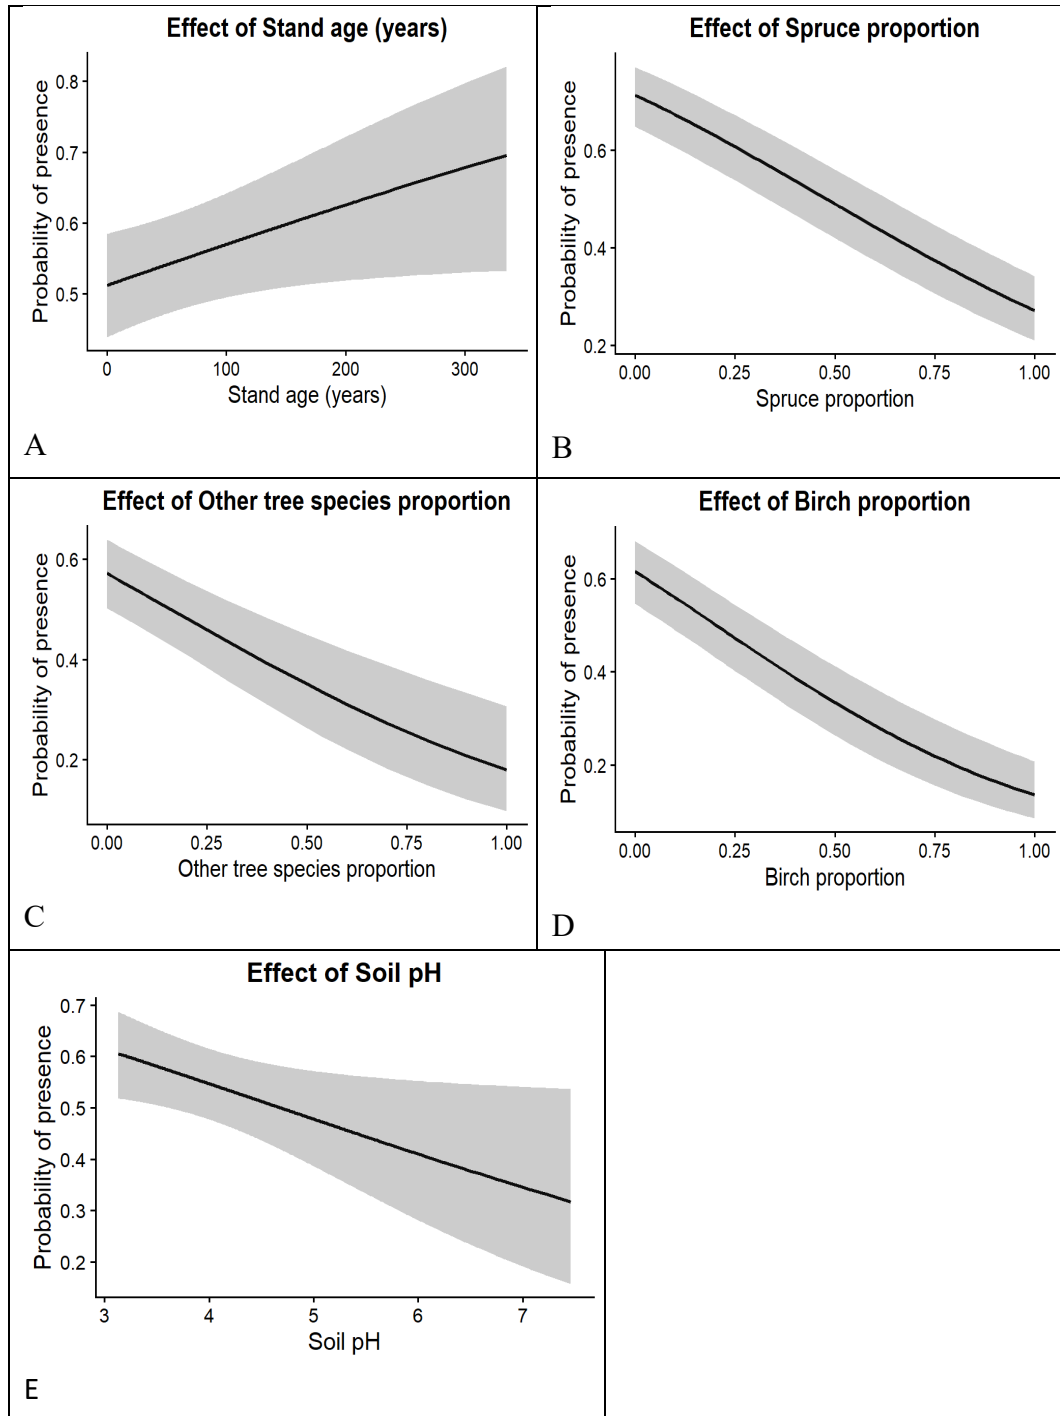 Effect of Stand age (years)
Probability of presence
0.8
0.7
0.6
0.5
0 100 200 300
Stand age (years)
A
Effect of Spruce proportion
Probability of presence
0.6
0.4
0.2
0.00 0.25 0.50 0.75 1.00
Spruce proportion
B
Effect of Other tree species proportion
Probability of presence
0.6
0.4
0.2
0.00 0.25 0.50 0.75 1.00
Other tree species proportion
C
Effect of Birch proportion
Probability of presence
0.6
0.4
0.2
0.00 0.25 0.50 0.75 1.00
Birch proportion
D
Effect of Soil pH
Probability of presence
0.7
0.6
0.5
0.4
0.3
0.2
3 4 5 6 7
Soil pH
E